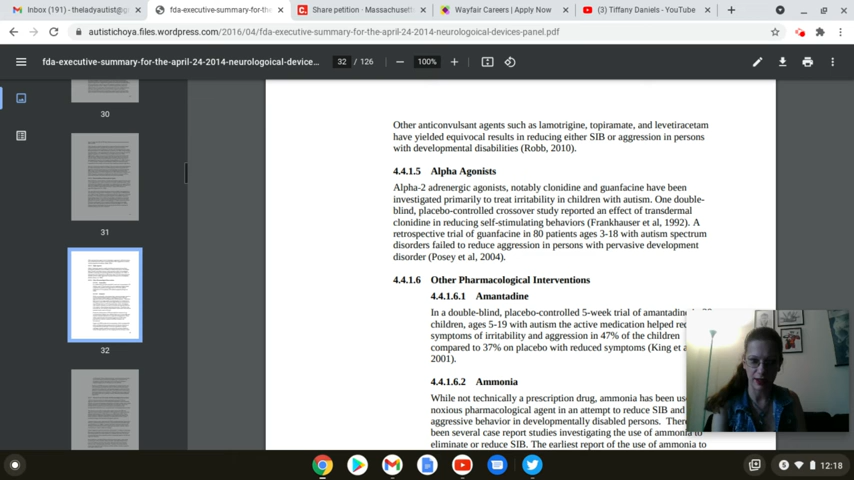 Inbox (191) - theladyautist@g
fda-executive-summary-for-the-
Share petition · Massachusett
Wayfair Careers | Apply Now
(3) Tiffany Daniels - YouTube
autistichoya.files.wordpress.com/2016/04/fda-executive-summary-for-the-april-24-2014-neurologoical-devices-panel.pdf
fda-executive-summary-for-the-april-24-2014-neurologoical-device...
32 / 126
100%
30
31
32
Other anticonvulsant agents such as lamotrigine, topiramate, and levetiracetam
have yielded equivocal results in reducing either SIB or aggression in persons
with developmental disabilities (Robb, 2010).
4.4.1.5 Alpha Agonists
Alpha-2 adrenergic agonists, notably clonidine and guanfacine have been
investigated primarily to treat irritability in children with autism. One double-
blind, placebo-controlled crossover study reported an effect of transdermal
clonidine in reducing self-stimulating behaviors (Frankhauser et al, 1992). A
retrospective trial of guanfacine in 80 patients ages 3-18 with autism spectrum
disorders failed to reduce aggression in persons with pervasive development
disorder (Posey et al, 2004).
4.4.1.6 Other Pharmacological Interventions
4.4.1.6.1 Amantadine
In a double-blind, placebo-controlled 5-week trial of amantadine
children, ages 5-19 with autism the active medication helped
symptoms of irritability and aggression in 47% of the children
compared to 37% on placebo with reduced symptoms (King et
2001).
4.4.1.6.2 Ammonia
While not technically a prescription drug, ammonia has been
noxious pharmacological agent in an attempt to reduce SIB and
aggressive behavior in developmentally disabled persons.
been several case report studies investigating the use of ammonia to
eliminate or reduce SIB. The earliest report of the use of ammonia to
12:18